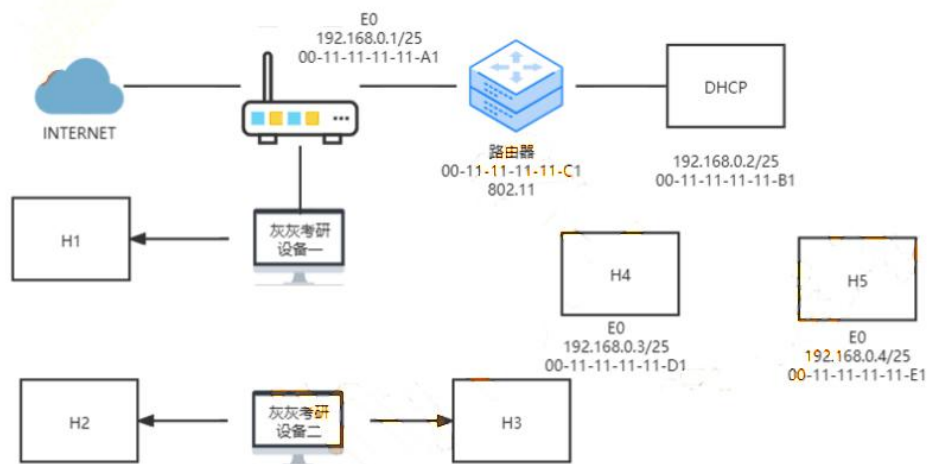 E0
192.168.0.1/25
00-11-11-11-11-A1
INTERNET
路由器
00-11-11-11-11-C1
802.11
DHCP
192.168.0.2/25
00-11-11-11-11-B1
H1
灰灰考研
设备一
H4
E0
192.168.0.3/25
00-11-11-11-11-D1
H5
E0
192.168.0.4/25
00-11-11-11-11-E1
H2
灰灰考研
设备二
H3